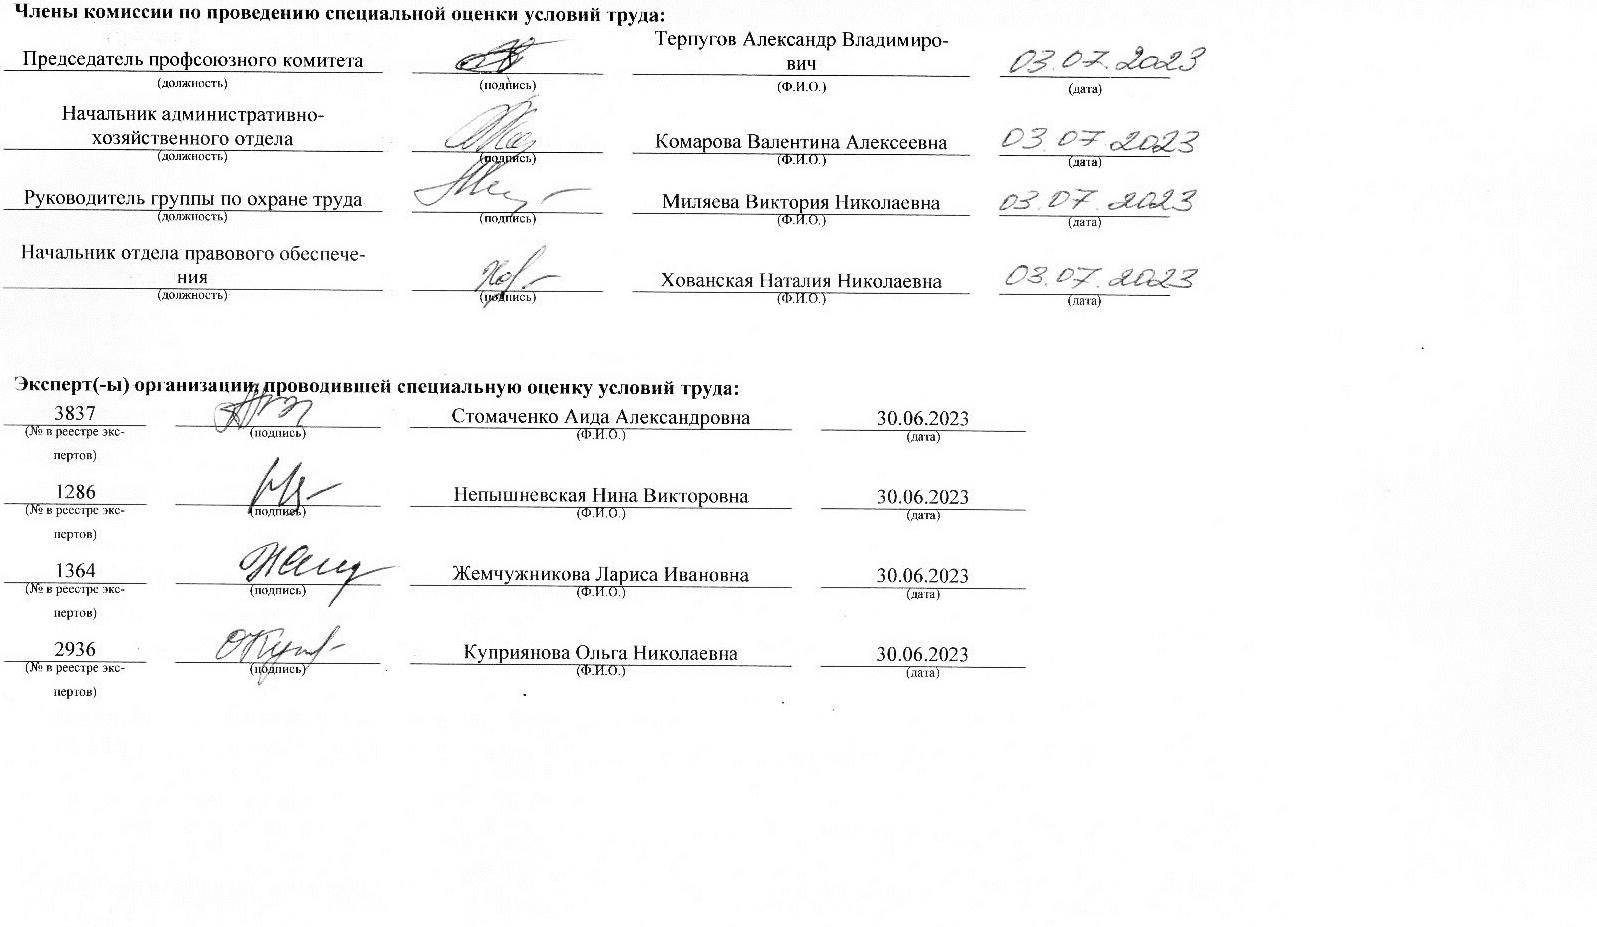 Члены комиссии по проведению специальной оценки условий труда:
Председатель профсоюзного комитета
(должность)
(подпись)
Терпугов Александр Владимиро-
вич
(Ф.И.О.)
03.07.2023
(дата)
Начальник административно-
хозяйственного отдела
(должность)
(подпись)
Комарова Валентина Алексеевна
(Ф.И.О.)
03.07.2023
(дата)
Руководитель группы по охране труда
(должность)
(подпись)
Миляева Виктория Николаевна
(Ф.И.О.)
03.07.2023
(дата)
Начальник отдела правового обеспече-
ния
(должность)
(подпись)
Хованская Наталия Николаевна
(Ф.И.О.)
03.07.2023
(дата)
Эксперт(-ы) организации, проводившей специальную оценку условий труда:
3837
(№ в реестре экс-
пертов)
(подпись)
Стомаченко Аида Александровна
(Ф.И.О.)
30.06.2023
(дата)
1286
(№ в реестре экс-
пертов)
(подпись)
Непышневская Нина Викторовна
(Ф.И.О.)
30.06.2023
(дата)
1364
(№ в реестре экс-
пертов)
(подпись)
Жемчужникова Лариса Ивановна
(Ф.И.О.)
30.06.2023
(дата)
2936
(№ в реестре экс-
пертов)
(подпись)
Куприянова Ольга Николаевна
(Ф.И.О.)
30.06.2023
(дата)